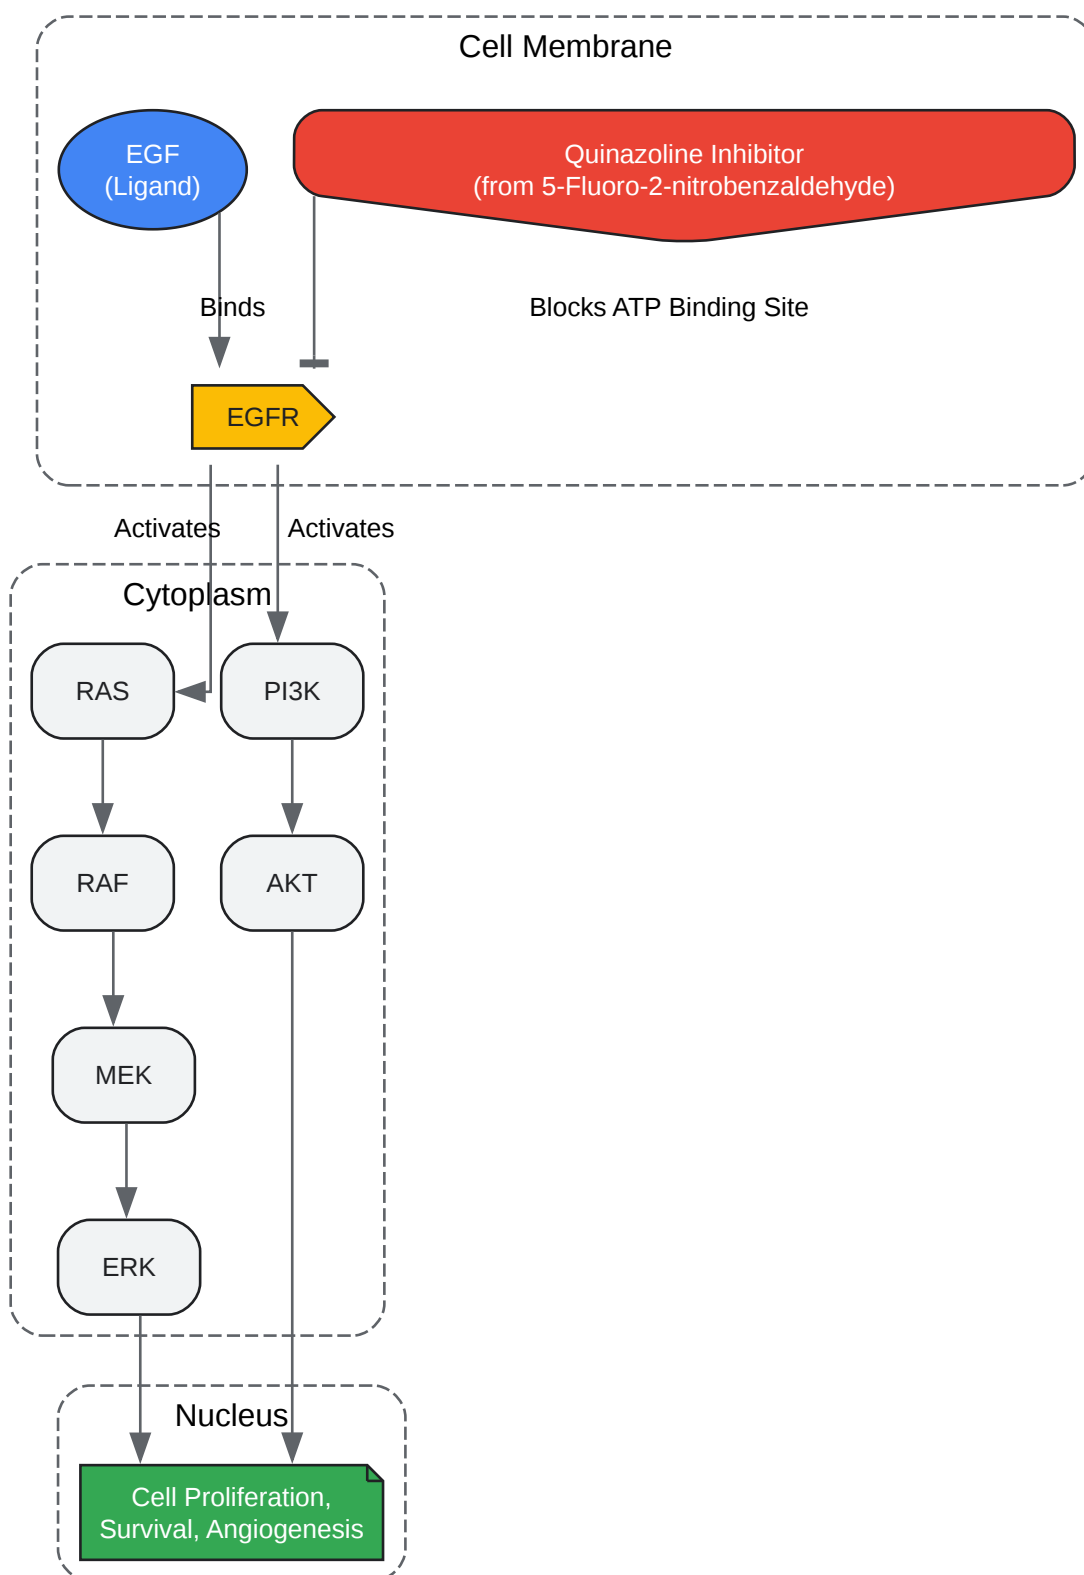 Cell Membrane
EGF
(Ligand)
Quinazoline Inhibitor
(from 5-Fluoro-2-nitrobenzaldehyde)
Binds
Blocks ATP Binding Site
EGFR
Activates
Activates
Cytoplasm
RAS
PI3K
RAF
AKT
MEK
ERK
Nucleus
Cell Proliferation,
Survival, Angiogenesis